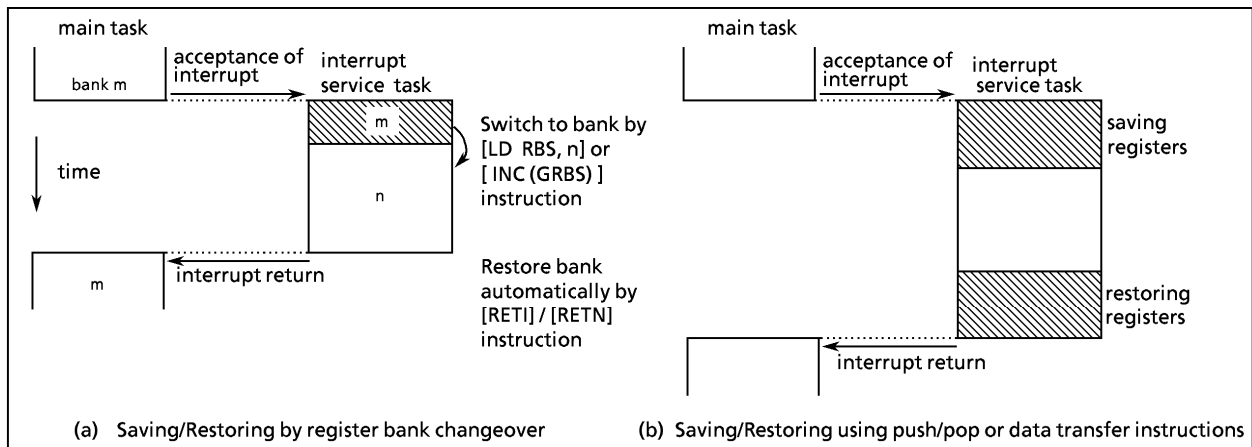 main task
bank m
acceptance of
interrupt
interrupt
service task
m
Switch to bank by
[LD RBS, n] or
[ INC (GRBS) ]
instruction
time
n
interrupt return
m
Restore bank
automatically by
[RETI] / [RETN]
instruction
(a) Saving/Restoring by register bank changeover
main task
acceptance of
interrupt
interrupt
service task
saving
registers
restoring
registers
interrupt return
(b) Saving/Restoring using push/pop or data transfer instructions